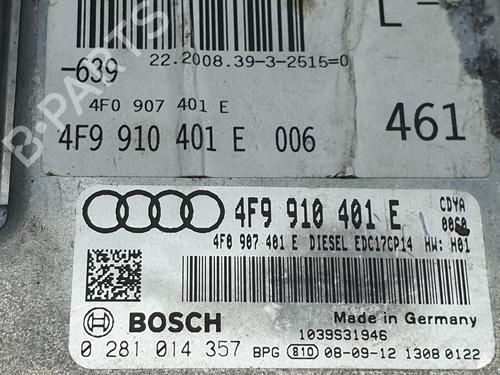 L-
-639
22.2008.39-3-2515=0
4F0 907 401 E
4F9 910 401 E 006
461
4F9 910 401 E
CDYA
0060
4F0 907 401 E DIESEL EDC17CP14 HW: H01
BOSCH
Made in Germany
1039S31946
0 281 014 357
BPG 810 08-09-12 1308 0122
B-PARTS